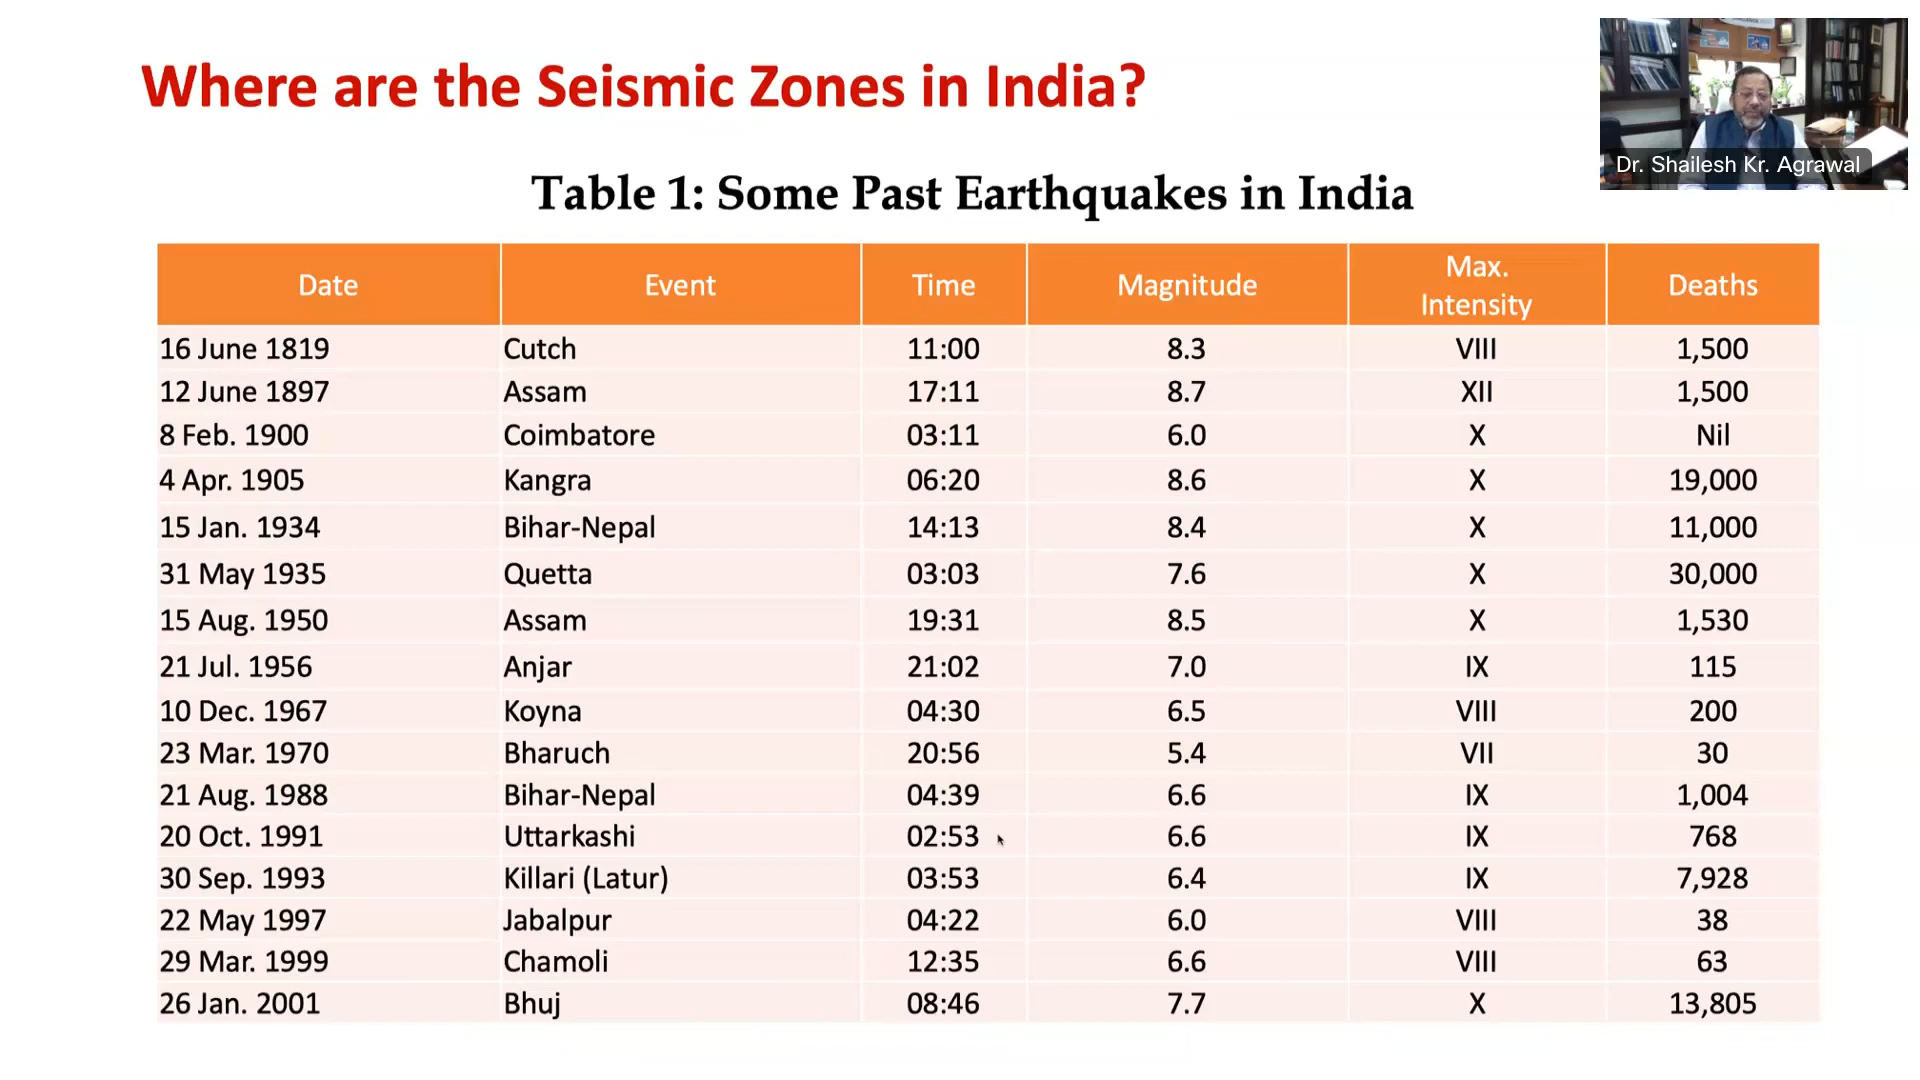 Where are the Seismic Zones in India?
Dr. Shailesh Kr. Agrawal
Table 1: Some Past Earthquakes in India
Date Event Time Magnitude Max. Intensity Deaths
16 June 1819 Cutch 11:00 8.3 VIII 1,500
12 June 1897 Assam 17:11 8.7 XII 1,500
8 Feb. 1900 Coimbatore 03:11 6.0 X Nil
4 Apr. 1905 Kangra 06:20 8.6 X 19,000
15 Jan. 1934 Bihar-Nepal 14:13 8.4 X 11,000
31 May 1935 Quetta 03:03 7.6 X 30,000
15 Aug. 1950 Assam 19:31 8.5 X 1,530
21 Jul. 1956 Anjar 21:02 7.0 IX 115
10 Dec. 1967 Koyna 04:30 6.5 VIII 200
23 Mar. 1970 Bharuch 20:56 5.4 VII 30
21 Aug. 1988 Bihar-Nepal 04:39 6.6 IX 1,004
20 Oct. 1991 Uttarkashi 02:53 6.6 IX 768
30 Sep. 1993 Killari (Latur) 03:53 6.4 IX 7,928
22 May 1997 Jabalpur 04:22 6.0 VIII 38
29 Mar. 1999 Chamoli 12:35 6.6 VIII 63
26 Jan. 2001 Bhuj 08:46 7.7 X 13,805